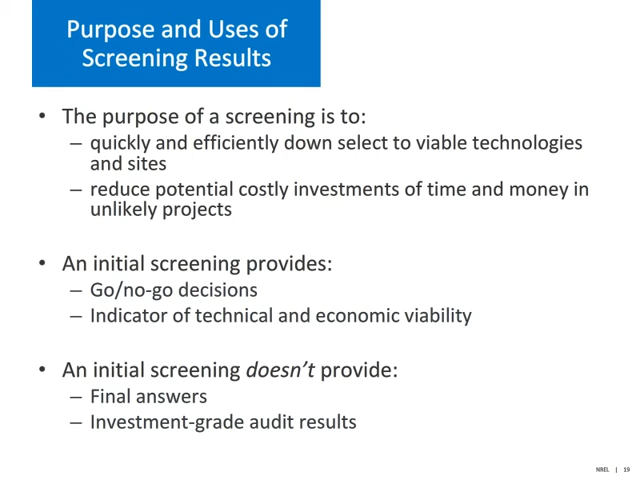 Purpose and Uses of
Screening Results
• The purpose of a screening is to:
– quickly and efficiently down select to viable technologies
and sites
– reduce potential costly investments of time and money in
unlikely projects
• An initial screening provides:
– Go/no-go decisions
– Indicator of technical and economic viability
• An initial screening doesn’t provide:
– Final answers
– Investment-grade audit results
NREL | 19